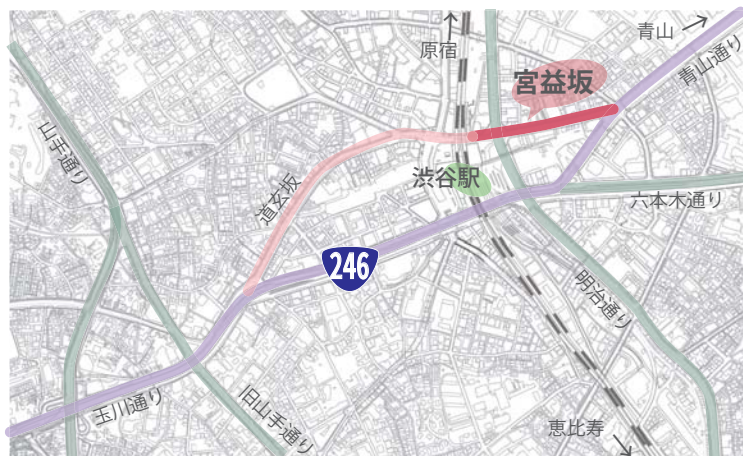 青山
原宿
青山通り
宮益坂
山手通り
渋谷駅
道玄坂
六本木通り
246
明治通り
玉川通り
旧山手通り
恵比寿